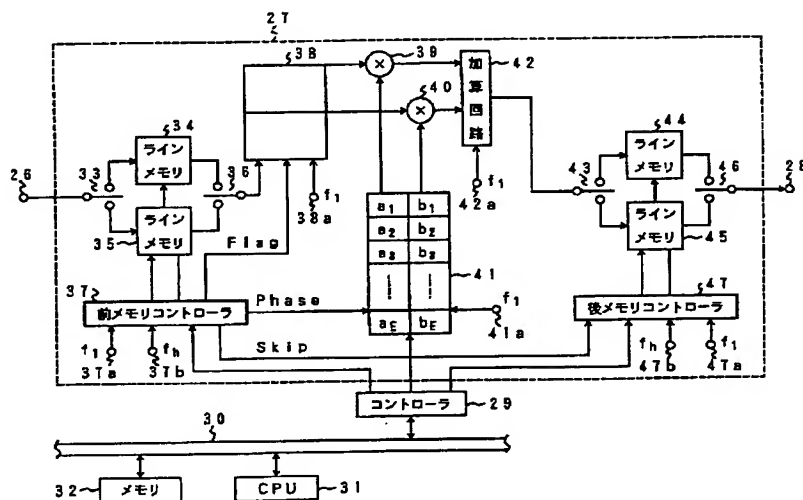 27
38
39
42
×
加算回路
40
×
34
ライン
メモリ
44
ライン
メモリ
26
33
36
43
46
28
f1
38a
f1
42a
ライン
メモリ
35
ライン
メモリ
45
a1 b1
a2 b2
a3 b3
aE bE
41
Flag
37
前メモリコントローラ
Phase
f1
41a
47
後メモリコントローラ
f1
37a
fh
37b
Skip
fh
47b
f1
47a
コントローラ
29
30
32
メモリ
CPU
31